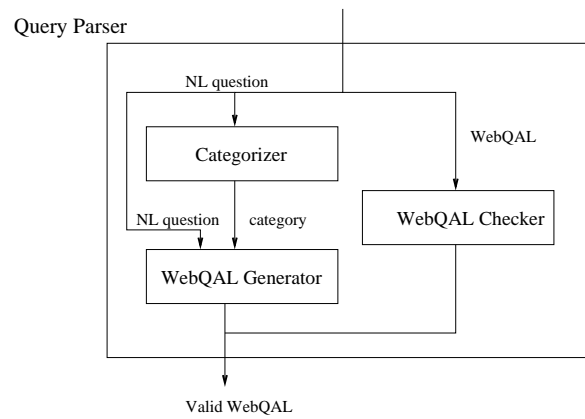 Query Parser
NL question
Categorizer
WebQAL
NL question
category
WebQAL Checker
WebQAL Generator
Valid WebQAL